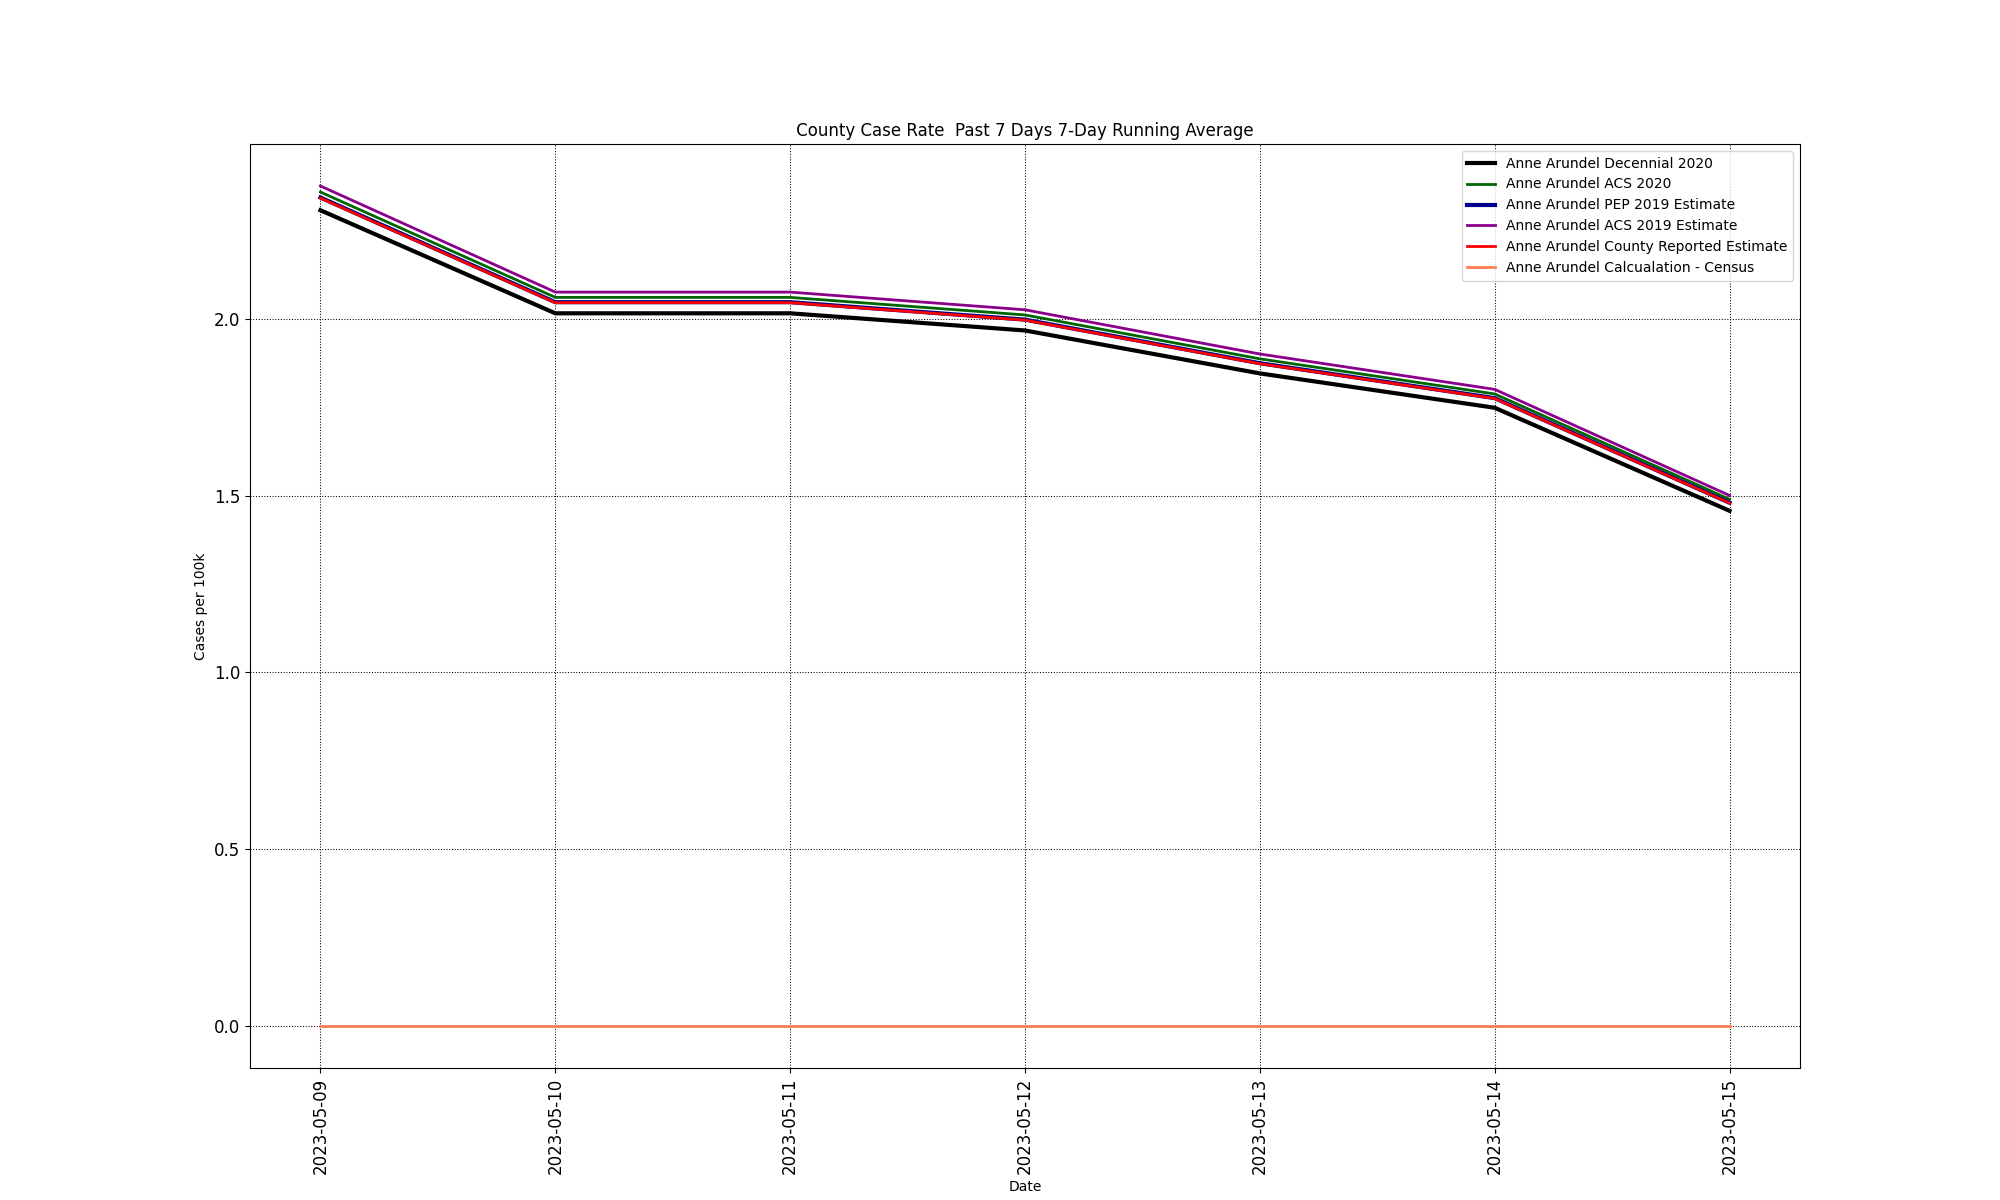 County Case Rate  Past 7 Days 7-Day Running Average
Anne Arundel Decennial 2020
Anne Arundel ACS 2020
Anne Arundel PEP 2019 Estimate
Anne Arundel ACS 2019 Estimate
Anne Arundel County Reported Estimate
Anne Arundel Calcualation - Census
Cases per 100k
2.0
1.5
1.0
0.5
0.0
2023-05-09
2023-05-10
2023-05-11
2023-05-12
2023-05-13
2023-05-14
2023-05-15
Date